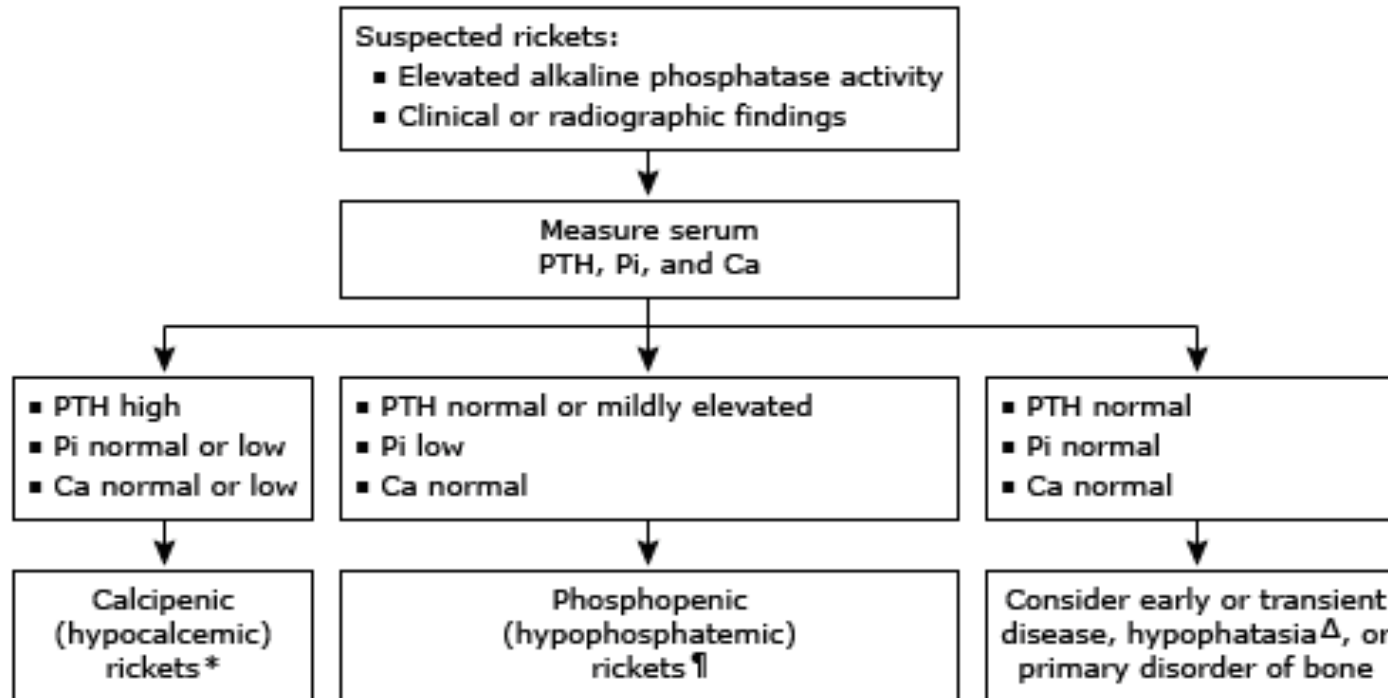 Suspected rickets:
▪ Elevated alkaline phosphatase activity
▪ Clinical or radiographic findings
Measure serum
PTH, Pi, and Ca
▪ PTH high
▪ Pi normal or low
▪ Ca normal or low
▪ PTH normal or mildly elevated
▪ Pi low
▪ Ca normal
▪ PTH normal
▪ Pi normal
▪ Ca normal
Calcipenic
(hypocalcemic)
rickets*
Phosphopenic
(hypophosphatemic)
rickets¶
Consider early or transient
disease, hypophatasiaΔ, or
primary disorder of bone